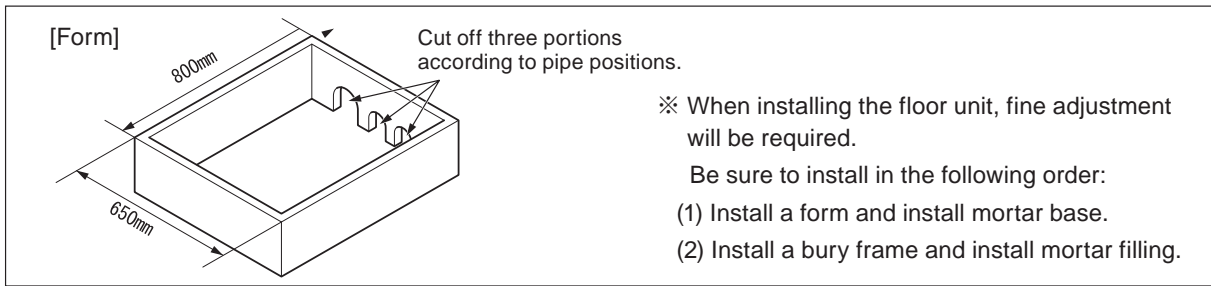 [Form]
800mm
650mm
Cut off three portions
according to pipe positions.
※ When installing the floor unit, fine adjustment
will be required.
Be sure to install in the following order:
(1) Install a form and install mortar base.
(2) Install a bury frame and install mortar filling.